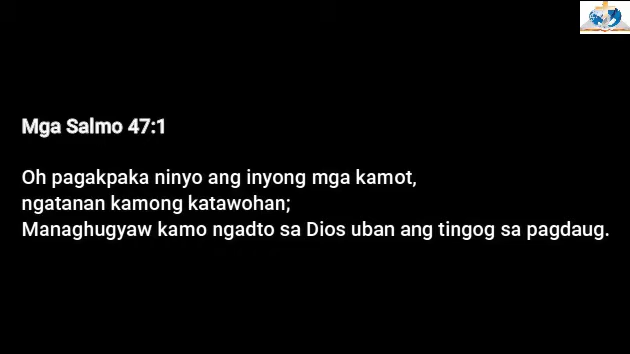 Mga Salmo 47:1
Oh pagakpaka ninyo ang inyong mga kamot,
ngatanan kamong katawohan;
Managhugyaw kamo ngadto sa Dios uban ang tingog sa pagdaug.